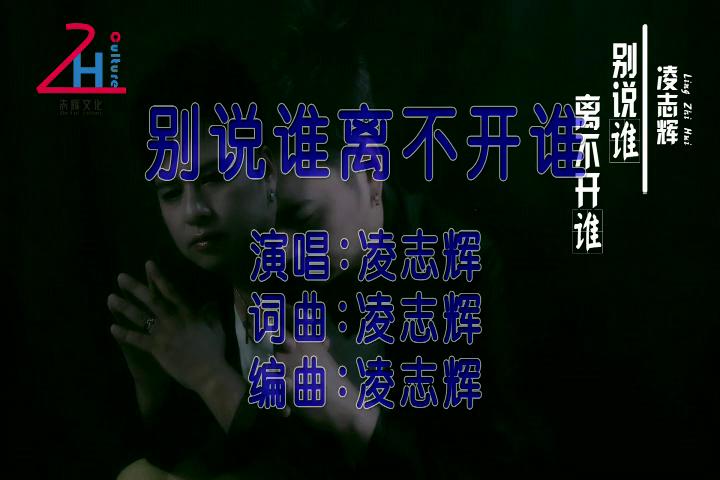 ZH Culture
志辉文化
别说谁离不开谁
演唱:凌志辉
词曲:凌志辉
编曲:凌志辉
别说谁
离不开谁
凌志辉
Ling Zhi Hui